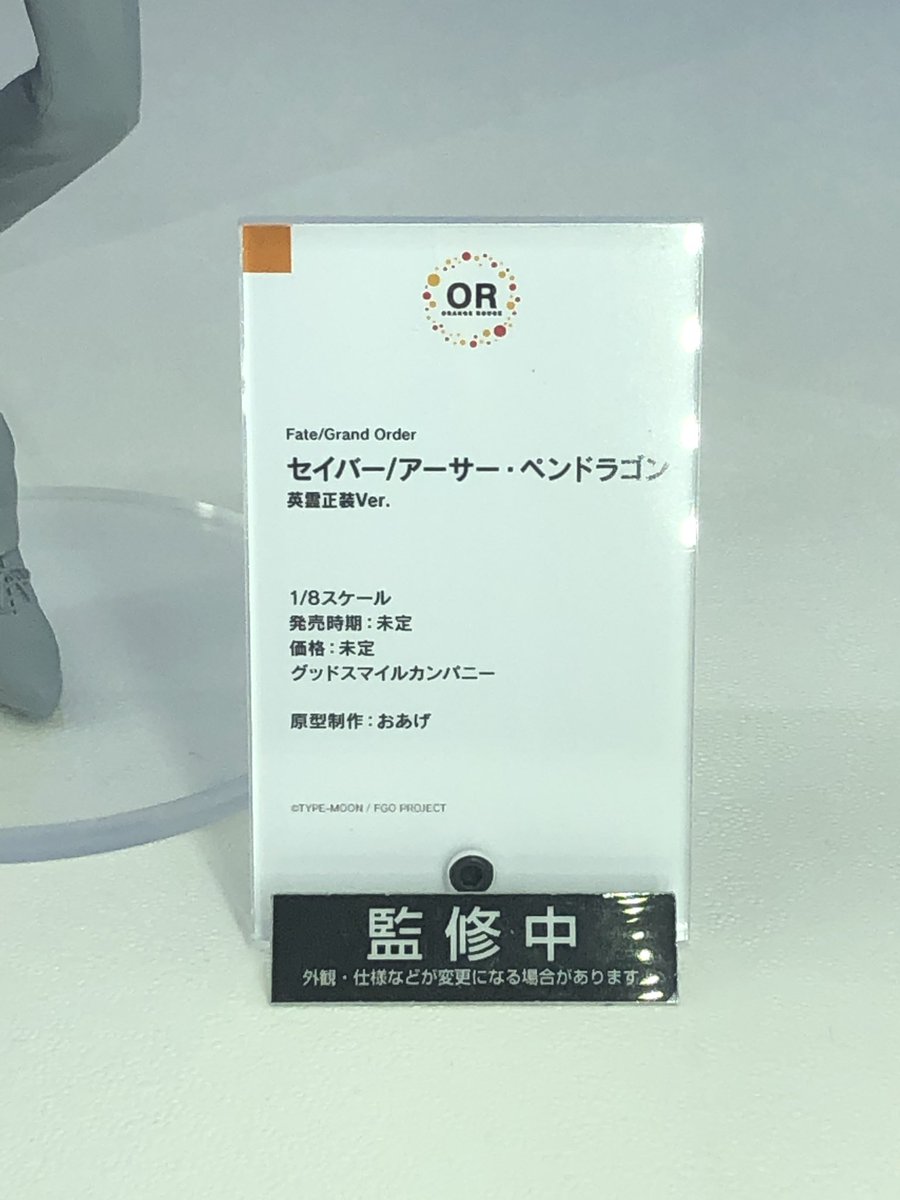 OR
ORANGE ROUGE
Fate/Grand Order
セイバー/アーサー・ペンドラゴン
英霊正装Ver.
1/8スケール
発売時期：未定
価格：未定
グッドスマイルカンパニー
原型制作：おあげ
©TYPE-MOON / FGO PROJECT
監修中
外観・仕様などが変更になる場合があります。